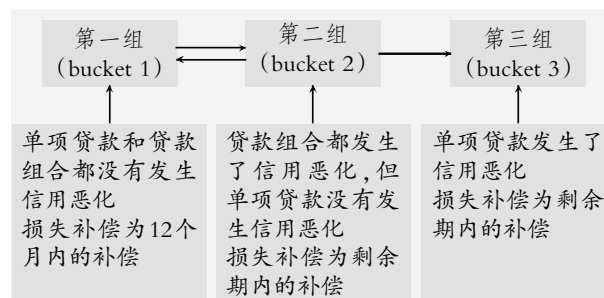 第一组
（bucket 1）
第二组
（bucket 2）
第三组
（bucket 3）
单项贷款和贷款
组合都没有发生
信用恶化
损失补偿为12个
月内的补偿
贷款组合都发生
了信用恶化,但
单项贷款没有发
生信用恶化
损失补偿为剩余
期内的补偿
单项贷款发生了
信用恶化
损失补偿为剩余
期内的补偿